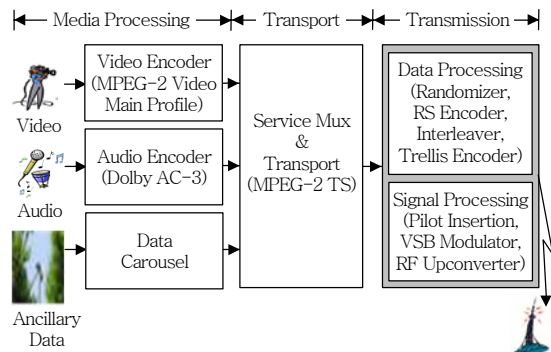 Media Processing
Transport
Transmission
Video
Video Encoder
(MPEG-2 Video
Main Profile)
Audio
Audio Encoder
(Dolby AC-3)
Ancillary
Data
Data
Carousel
Service Mux
&
Transport
(MPEG-2 TS)
Data Processing
(Randomizer,
RS Encoder,
Interleaver,
Trellis Encoder)
Signal Processing
(Pilot Insertion,
VSB Modulator,
RF Upconverter)